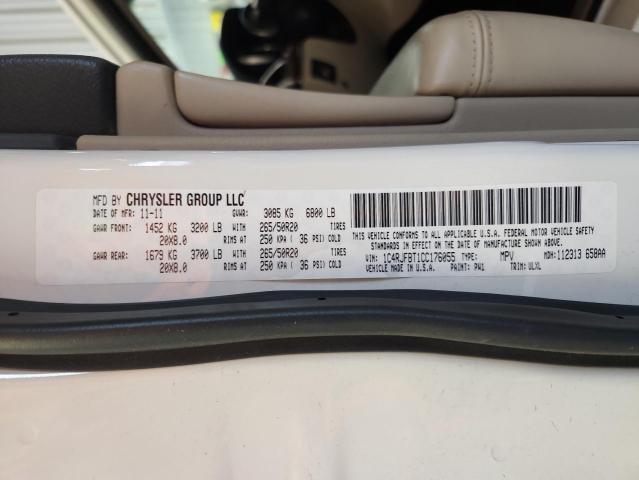 MFD BY CHRYSLER GROUP LLC
DATE OF MFR: 11-11 GVWR: 3085 KG 6800 LB
GAWR FRONT: 1452 KG 3200 LB WITH 265/50R20 TIRES
20X8.0 RIMS AT 250 KPA ( 36 PSI) COLD
GAWR REAR: 1679 KG 3700 LB WITH 265/50R20 TIRES
20X8.0 RIMS AT 250 KPA ( 36 PSI) COLD
THIS VEHICLE CONFORMS TO ALL APPLICABLE U.S.A. FEDERAL MOTOR VEHICLE SAFETY
STANDARDS IN EFFECT ON THE DATE OF MANUFACTURE SHOWN ABOVE.
VIN: 1C4RJFBT1CC176055 TYPE: MPV MDH: 112313 658AA
VEHICLE MADE IN U.S.A. PAINT: PW1 TRIM: ULXL